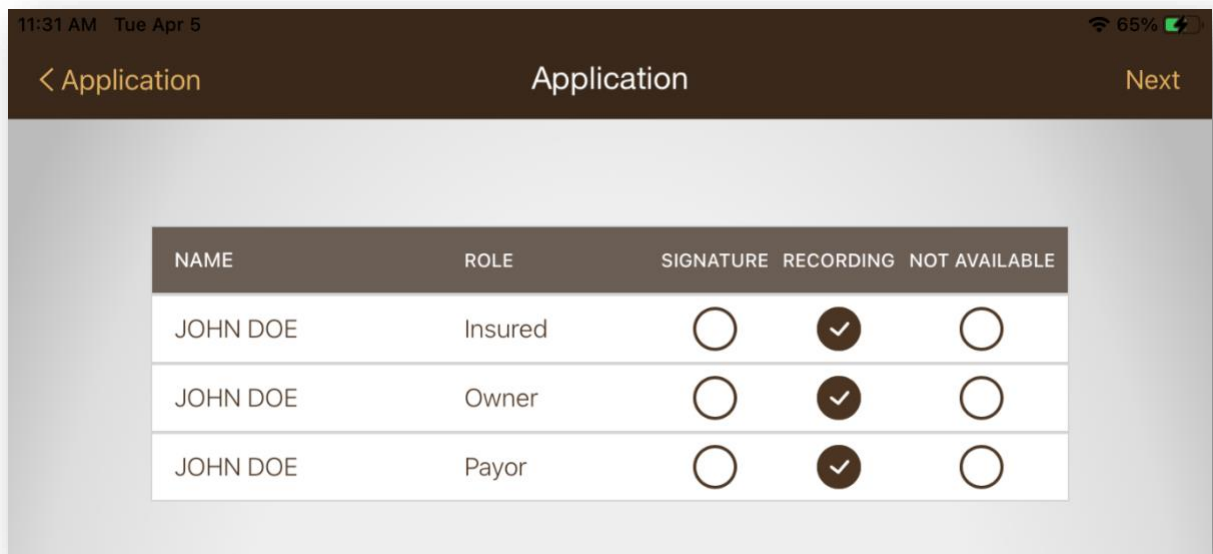 11:31 AM Tue Apr 5 65%
< Application Application Next
NAME ROLE SIGNATURE RECORDING NOT AVAILABLE
JOHN DOE Insured
JOHN DOE Owner
JOHN DOE Payor